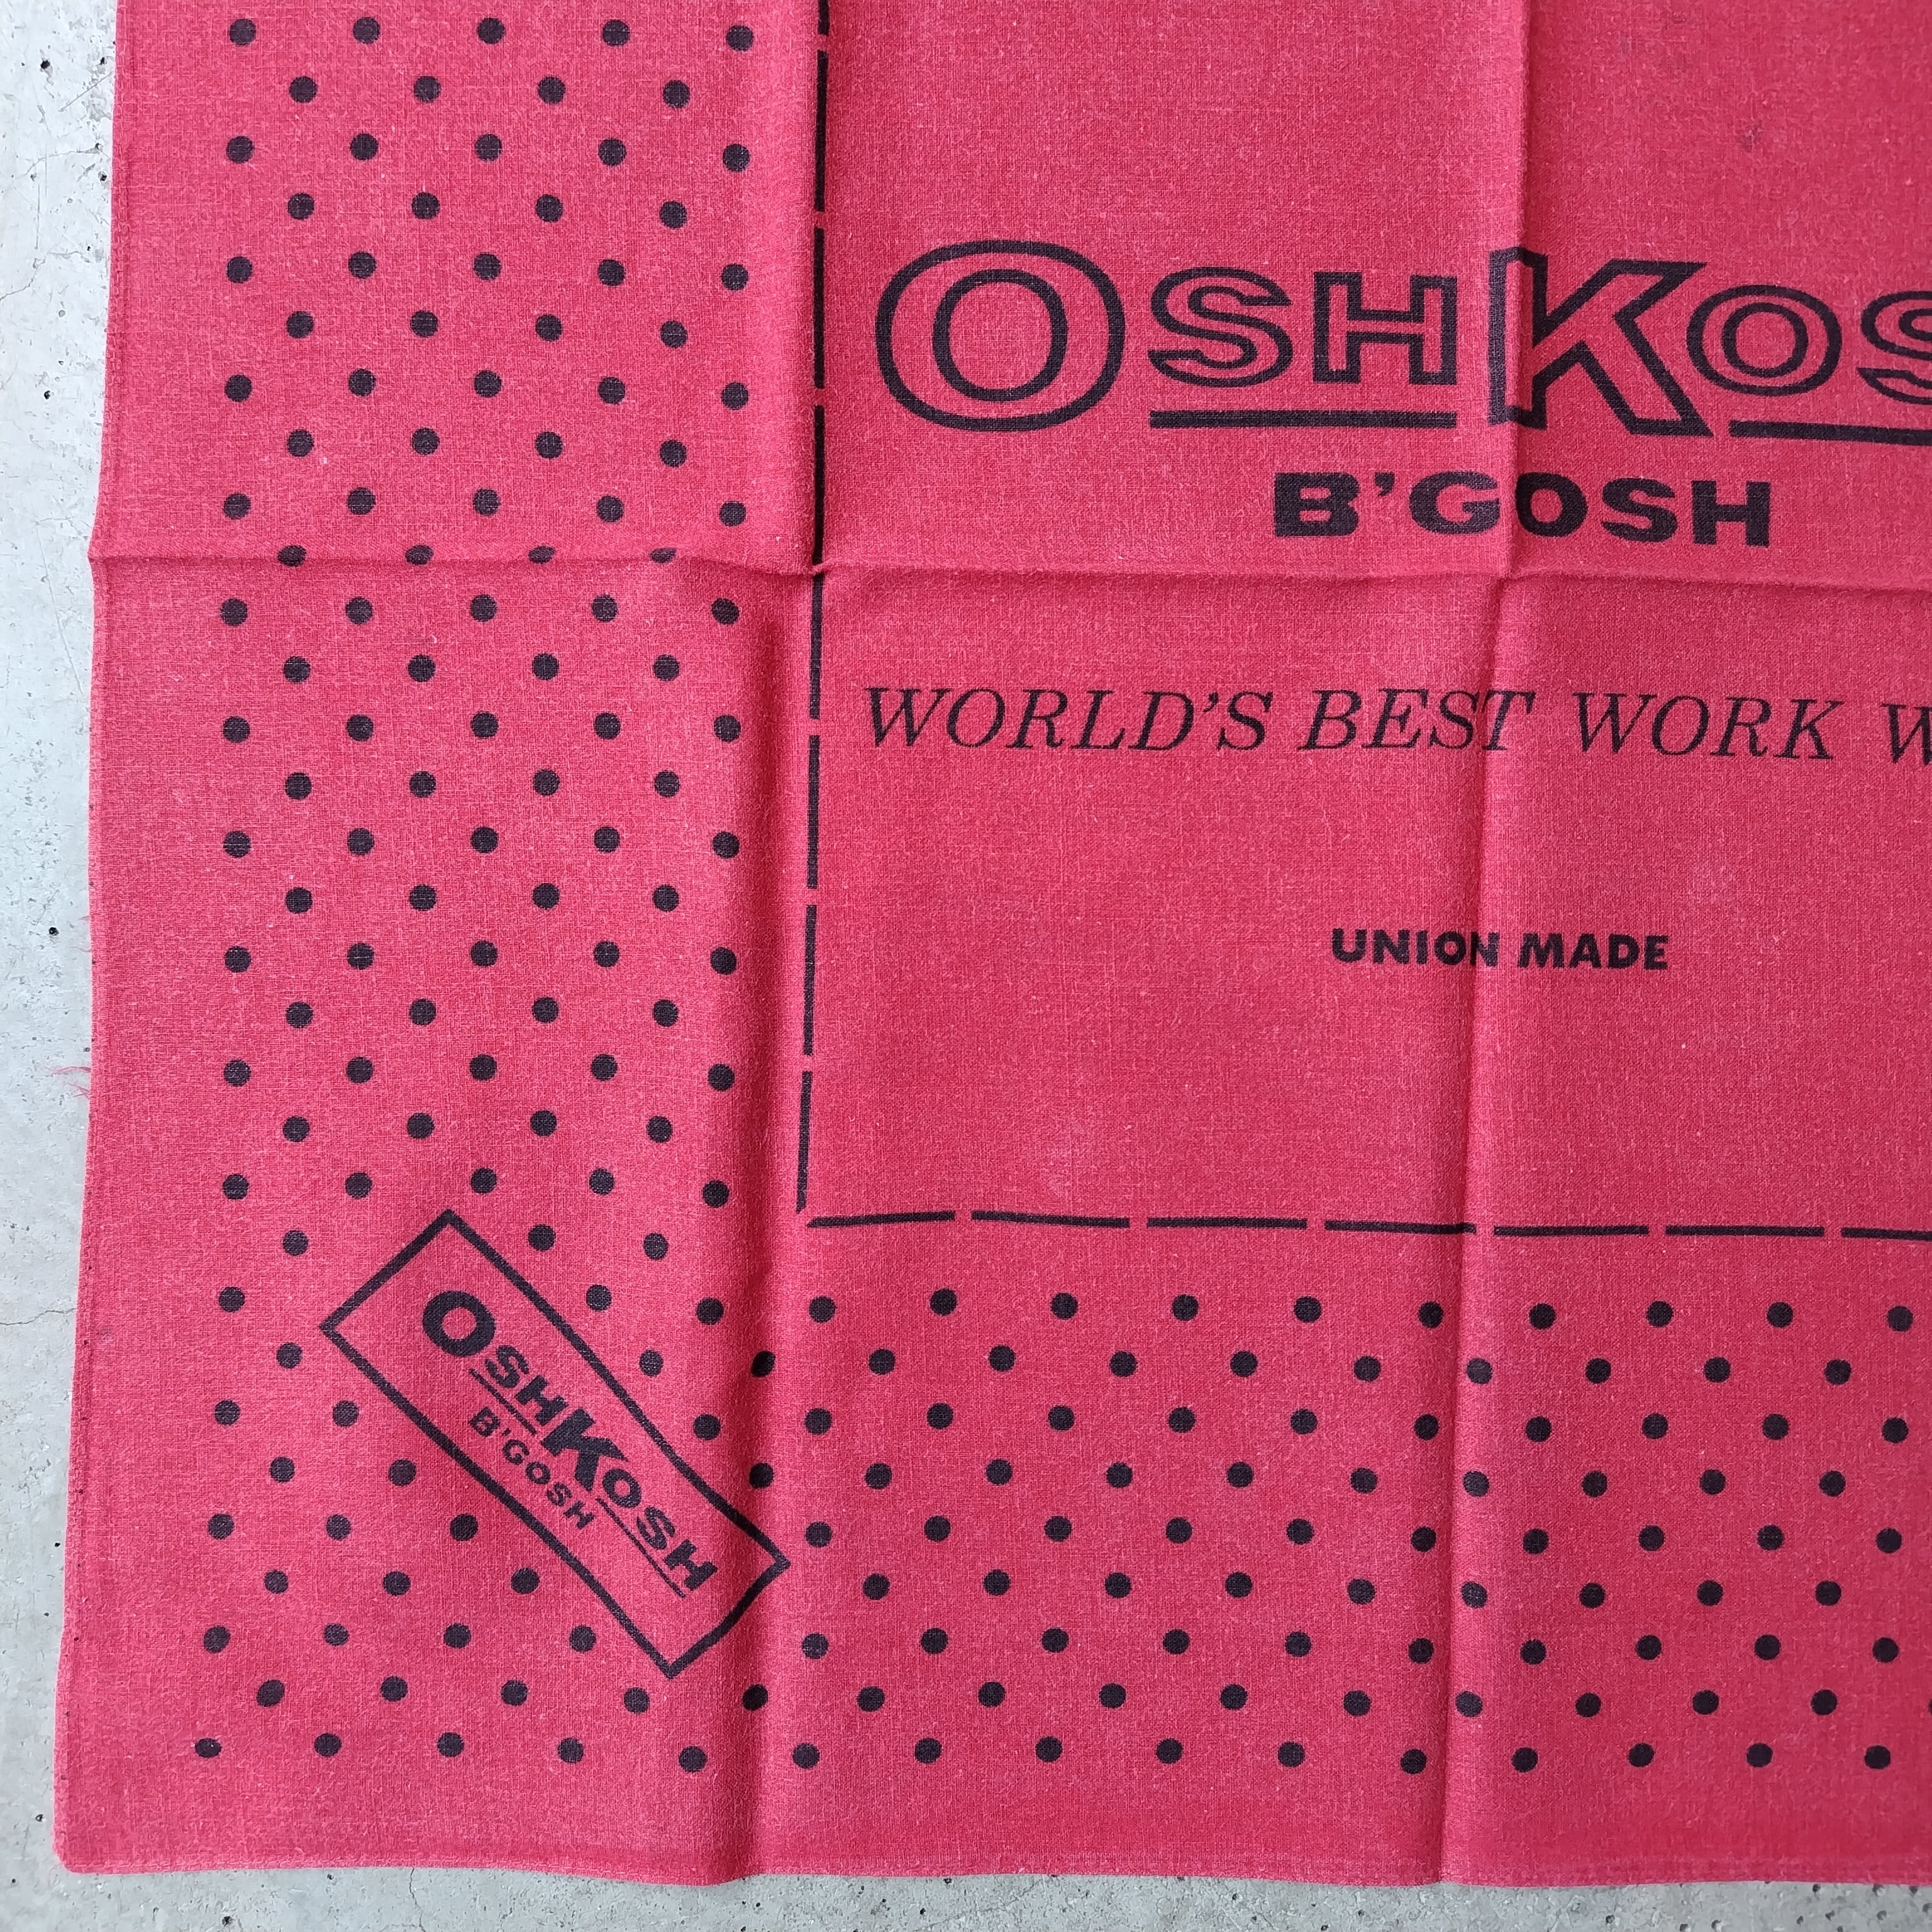 OSHKOS
B'GOSH
WORLD'S BEST WORK W
UNION MADE
OSHKOSH
B'GOSH